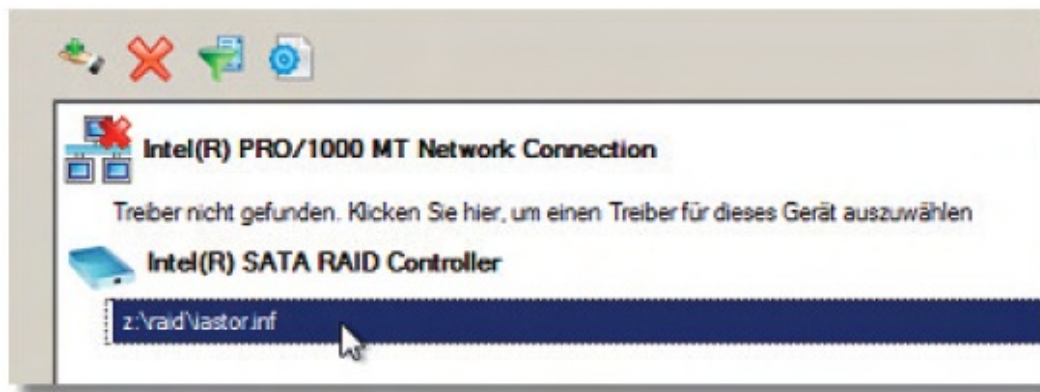 Intel(R) PRO/1000 MT Network Connection
Treiber nicht gefunden. Klicken Sie hier, um einen Treiber für dieses Gerät auszuwählen
Intel(R) SATA RAID Controller
z:\raid\iastor.inf